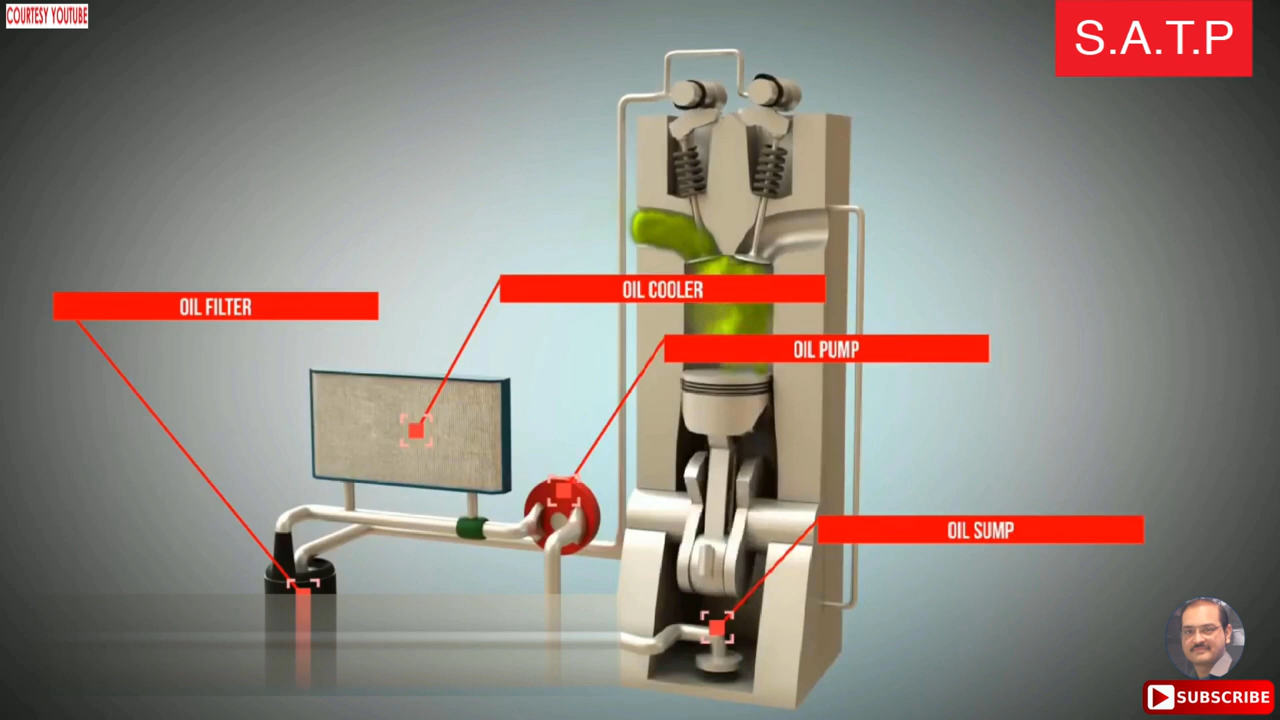 COURTESY YOUTUBE
S.A.T.P
OIL COOLER
OIL FILTER
OIL PUMP
OIL SUMP
SUBSCRIBE